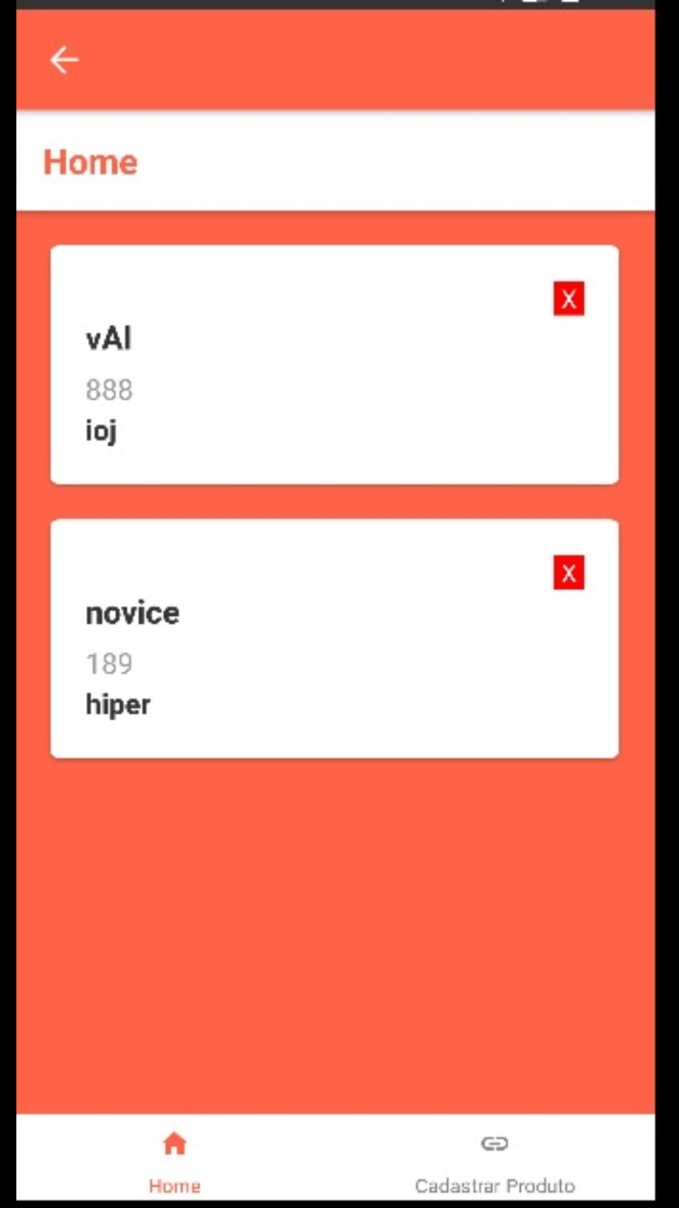 Home
X
vAI
888
ioj
X
novice
189
hiper
Home
Cadastrar Produto